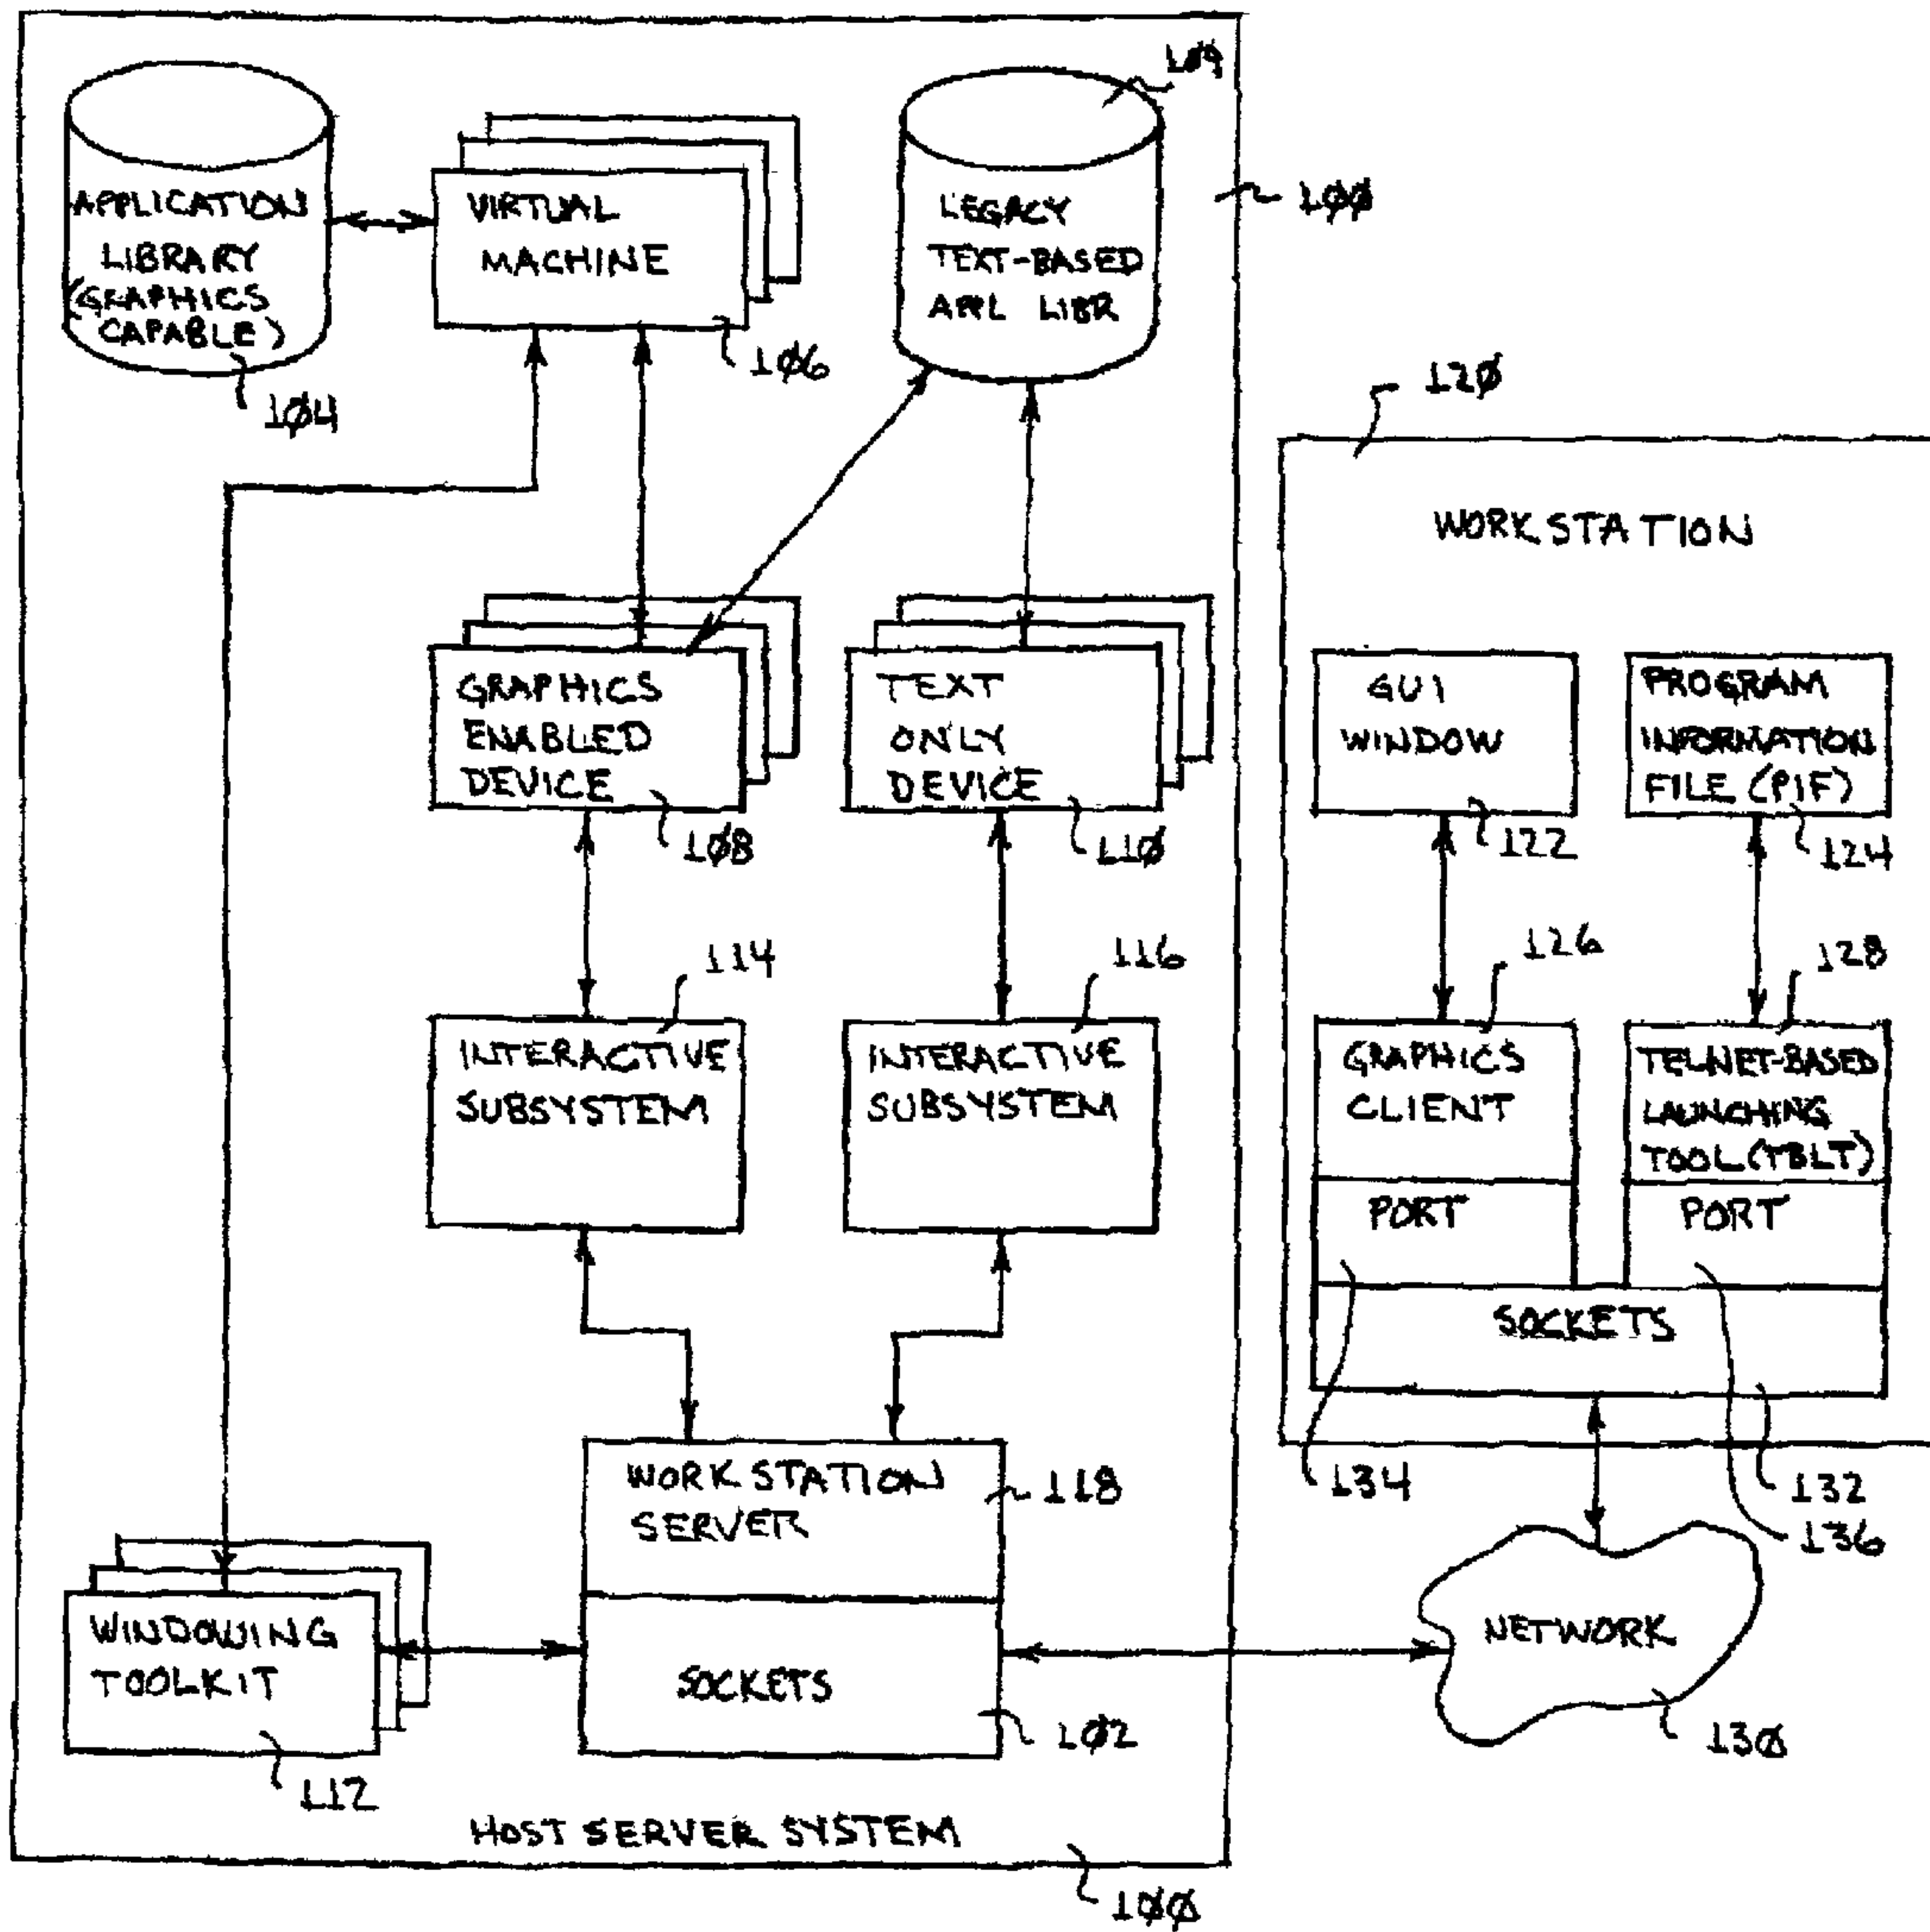 109
APPLICATION
LIBRARY
(GRAPHICS
CAPABLE)
104
VIRTUAL
MACHINE
106
LEGACY
TEXT-BASED
APPL LIBR
100
120
WORKSTATION
GRAPHICS
ENABLED
DEVICE
108
TEXT
ONLY
DEVICE
110
GUI
WINDOW
122
PROGRAM
INFORMATION
FILE (PIF)
124
114
116
126
128
INTERACTIVE
SUBSYSTEM
INTERACTIVE
SUBSYSTEM
GRAPHICS
CLIENT
PORT
TELNET-BASED
LAUNCHING
TOOL (TBLT)
PORT
SOCKETS
134
132
136
WORKSTATION
SERVER
118
SOCKETS
102
WINDOWING
TOOLKIT
112
NETWORK
130
HOST SERVER SYSTEM
100